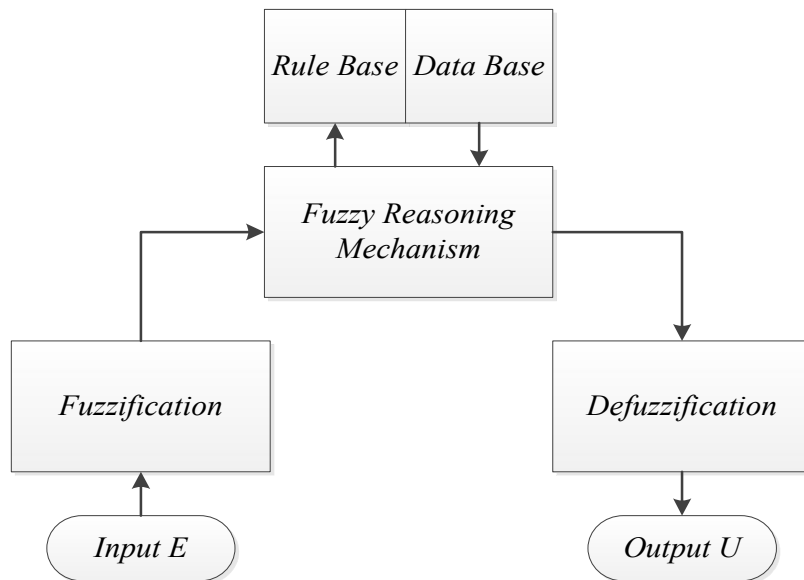 Rule Base
Data Base
Fuzzy Reasoning
Mechanism
Fuzzification
Defuzzification
Input E
Output U